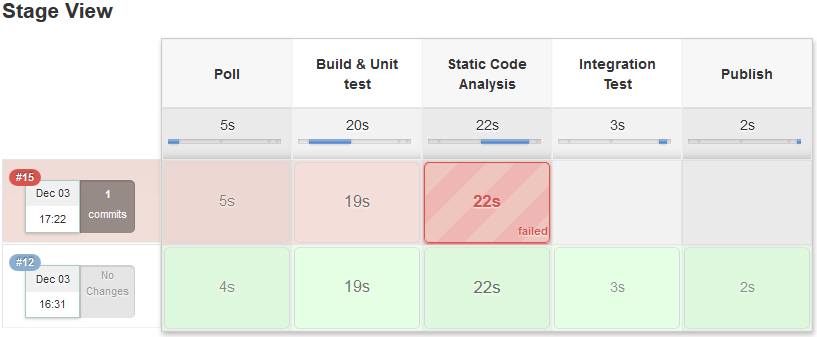 Stage View
Poll
Build & Unit
test
Static Code
Analysis
Integration
Test
Publish
5s
20s
22s
3s
2s
#15
Dec 03
17:22
1
commits
5s
19s
22s
failed
#12
Dec 03
16:31
No
Changes
4s
19s
22s
3s
2s